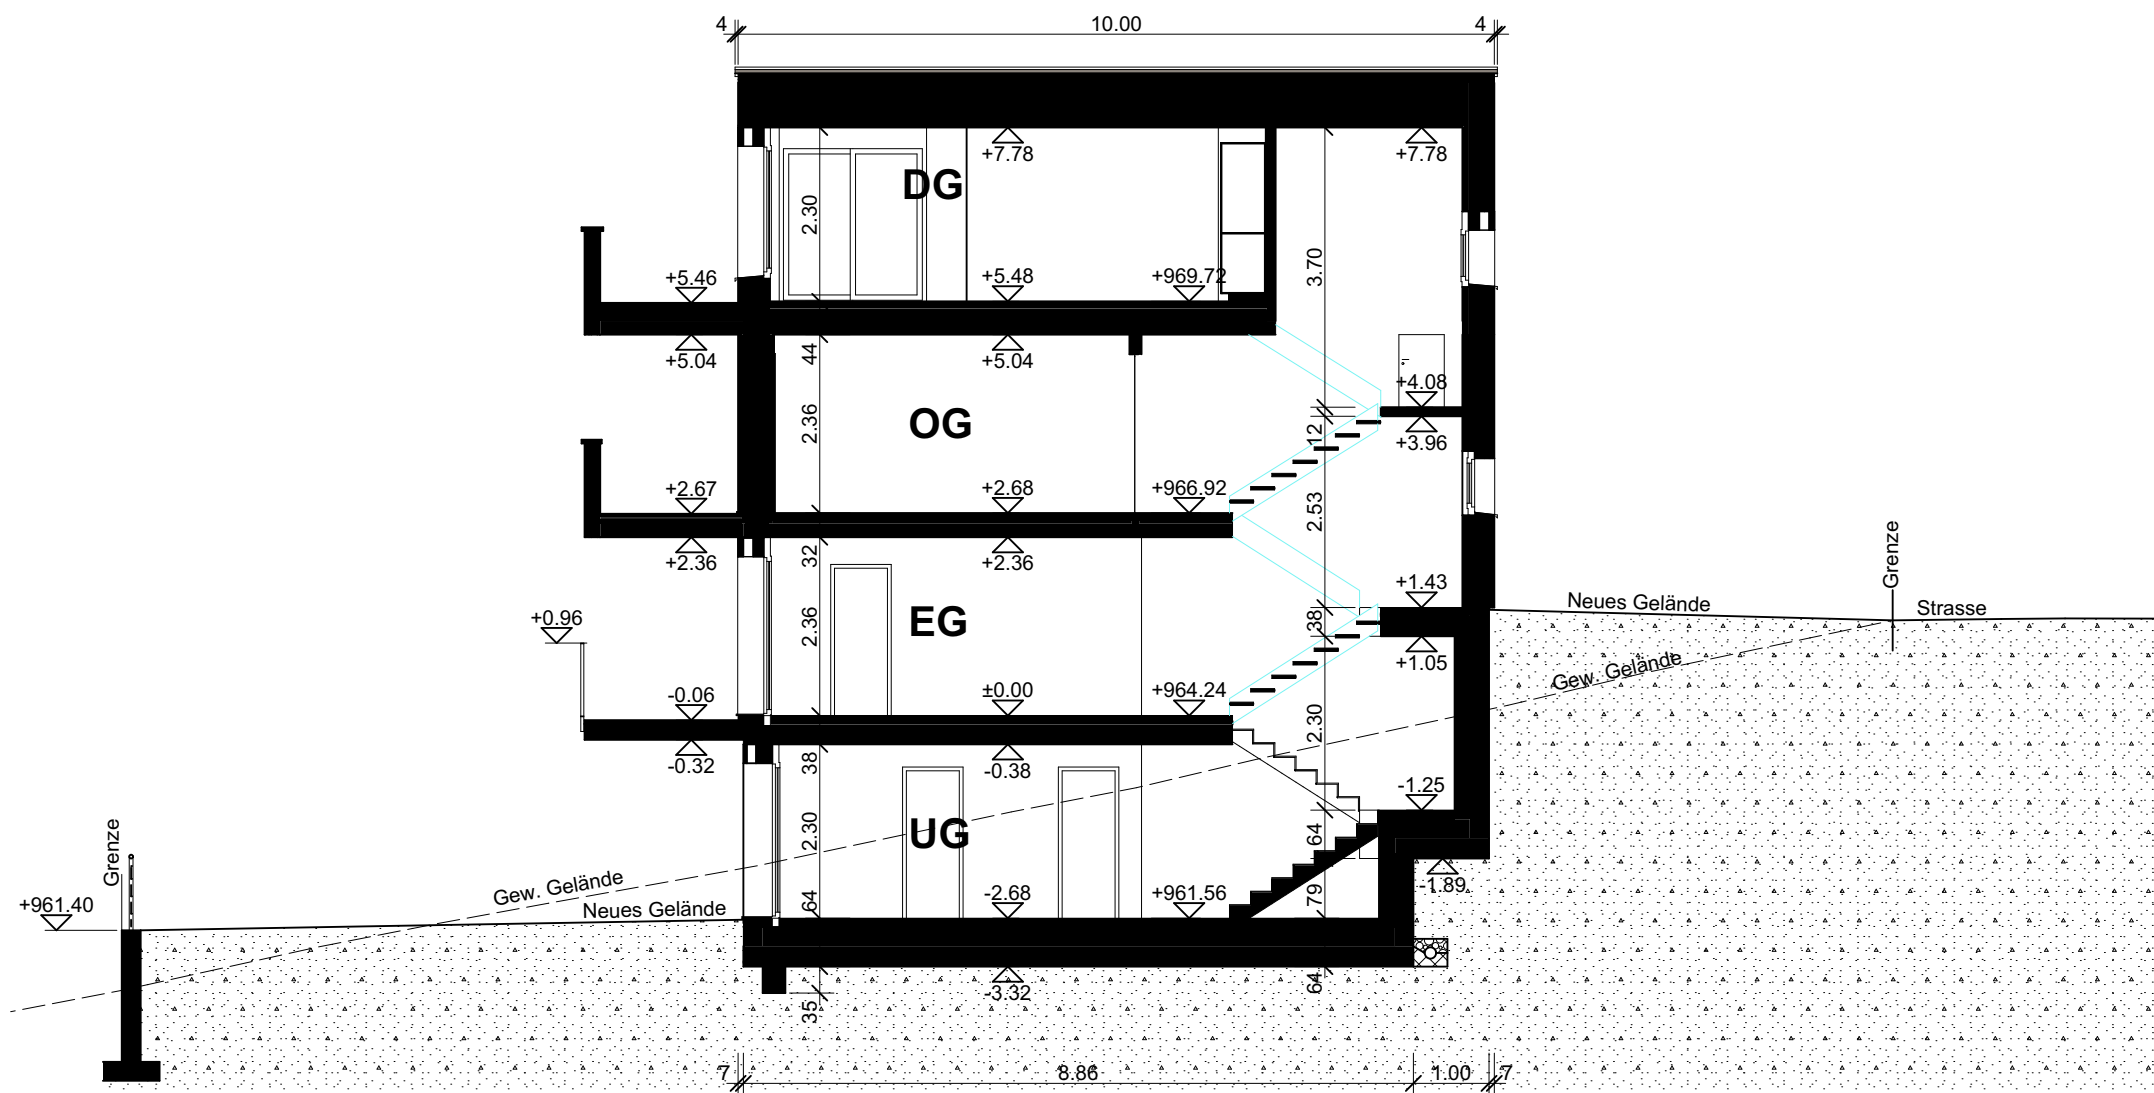 4 10.00 4
+7.78 +7.78
DG
2.30
3.70
+5.46 +5.48 +969.72
+5.04 44 +5.04
+4.08
OG
2.36
12 +3.96
+2.67 +2.68 +966.92
2.53
+2.36 32 +2.36
Grenze
+1.43
Neues Gelände Strasse
+0.96
EG
2.36
38
+1.05
Gew. Gelände
-0.06 ±0.00 +964.24
2.30
-0.32 38 -0.38
-1.25
UG
2.30
64
Grenze
-1.89
Gew. Gelände
+961.40
Neues Gelände
64
-2.68 +961.56
79
-3.32
35
64
7 8.86 1.00 7